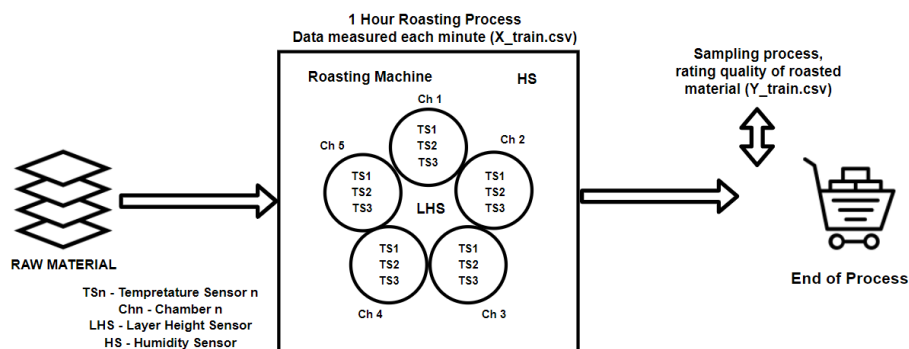 1 Hour Roasting Process
Data measured each minute (X_train.csv)
Roasting Machine
HS
Ch 1
TS1
TS2
TS3
Ch 2
TS1
TS2
TS3
Ch 5
TS1
TS2
TS3
LHS
TS1
TS2
TS3
Ch 4
TS1
TS2
TS3
Ch 3
Sampling process,
rating quality of roasted
material (Y_train.csv)
RAW MATERIAL
End of Process
TSn - Tempretature Sensor n
Chn - Chamber n
LHS - Layer Height Sensor
HS - Humidity Sensor